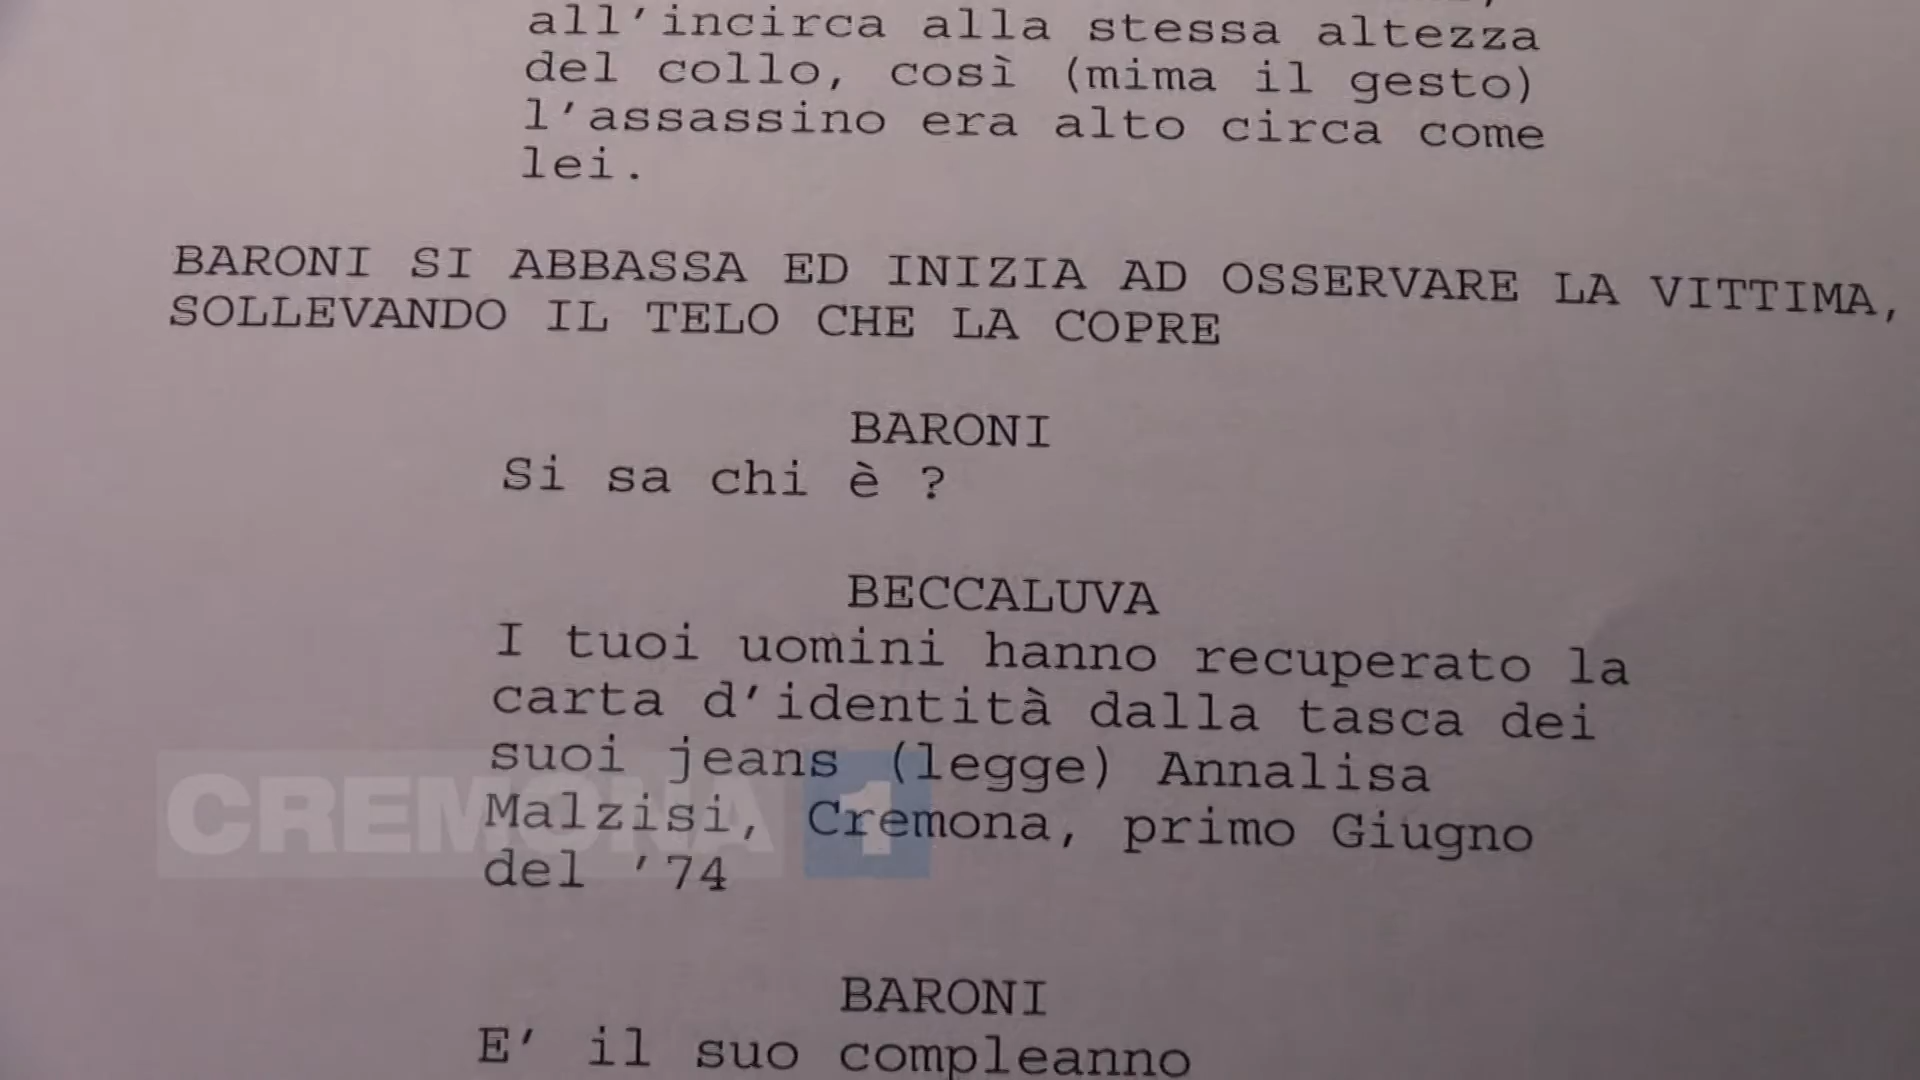 all'incirca alla stessa altezza
del collo, così (mima il gesto)
l'assassino era alto circa come
lei.
BARONI SI ABBASSA ED INIZIA AD OSSERVARE LA VITTIMA,
SOLLEVANDO IL TELO CHE LA COPRE
BARONI
Si sa chi è ?
BECCALUVA
I tuoi uomini hanno recuperato la
carta d'identità dalla tasca dei
suoi jeans (legge) Annalisa
Malzisi, Cremona, primo Giugno
del '74
CREMONA 1
BARONI
E' il suo compleanno